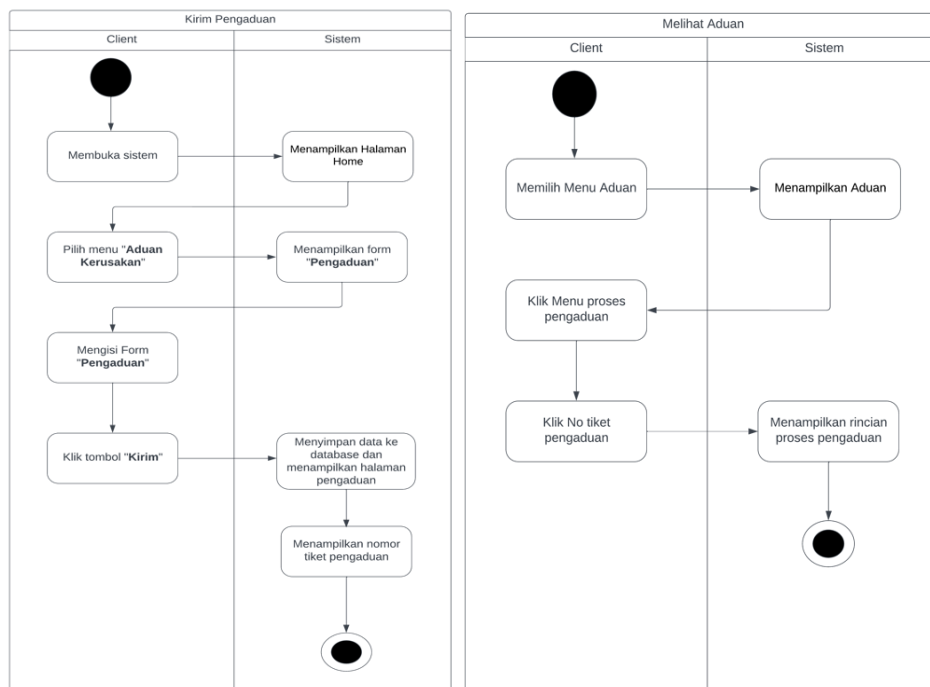 Kirim Pengaduan
Client
Sistem
Membuka sistem
Menampilkan Halaman
Home
Pilih menu "Aduan
Kerusakan"
Menampilkan form
"Pengaduan"
Mengisi Form
"Pengaduan"
Klik tombol "Kirim"
Menyimpan data ke
database dan
menampilkan halaman
pengaduan
Menampilkan nomor
tiket pengaduan
Melihat Aduan
Client
Sistem
Memilih Menu Aduan
Menampilkan Aduan
Klik Menu proses
pengaduan
Klik No tiket
pengaduan
Menampilkan rincian
proses pengaduan